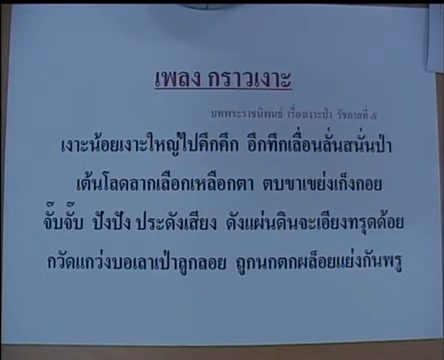 เพลง กราวเงาะ
บทพระราชนิพนธ์ เรื่องเงาะป่า รัชกาลที่ ๕
เงาะน้อยเงาะใหญ่ไปคึกคึก อึกทึกเลื่อนลั่นสนั่นป่า
เต้นโลดลากเลือกเหลือกตา ตบขาเขย่งเก็งกอย
จั๊บจั๊บ ปังปัง ประดังเสียง ดังแผ่นดินจะเอียงทรุดด้อย
กวัดแกว่งบอเลาเป่าลูกลอย ถูกนกตกผล็อยแย่งกันพรู